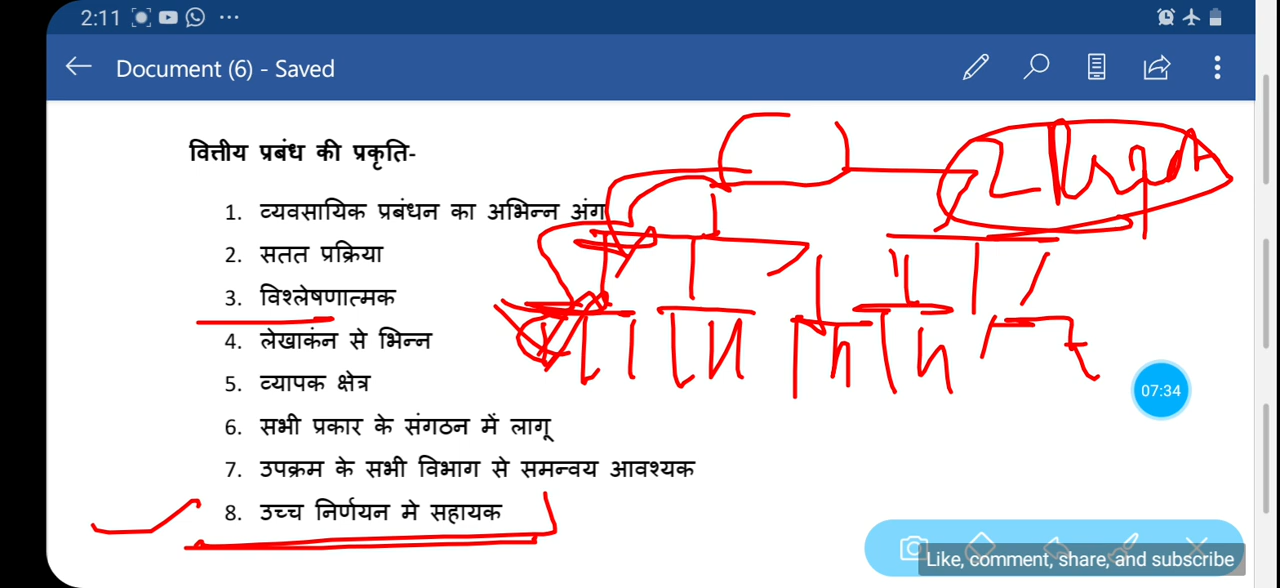 2:11
Document (6) - Saved
वित्तीय प्रबंध की प्रकृति-
1. व्यवसायिक प्रबंधन का अभिन्न अंग
2. सतत प्रक्रिया
3. विश्लेषणात्मक
4. लेखाकंन से भिन्न
5. व्यापक क्षेत्र
6. सभी प्रकार के संगठन में लागू
7. उपक्रम के सभी विभाग से समन्वय आवश्यक
8. उच्च निर्णयन मे सहायक
07:34
Like, comment, share, and subscribe